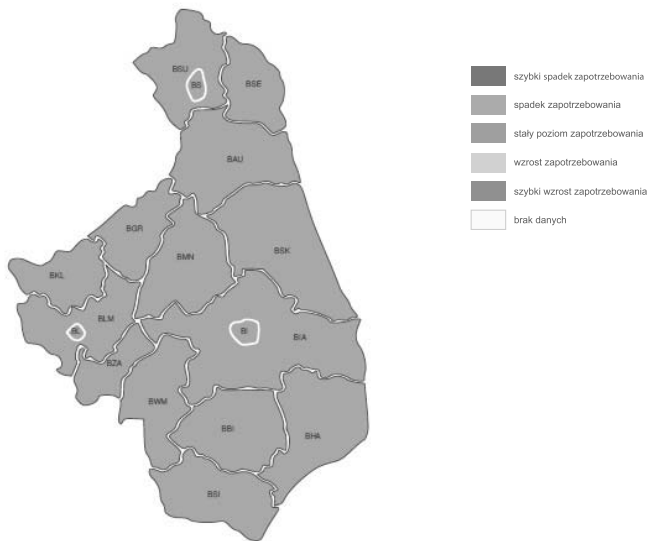 BSU
BS
BSE
BAU
BGR
BMN
BSK
BKL
BLM
BL
BI
BIA
BZA
BWM
BBI
BHA
BSI
szybki spadek zapotrzebowania
spadek zapotrzebowania
stały poziom zapotrzebowania
wzrost zapotrzebowania
szybki wzrost zapotrzebowania
brak danych